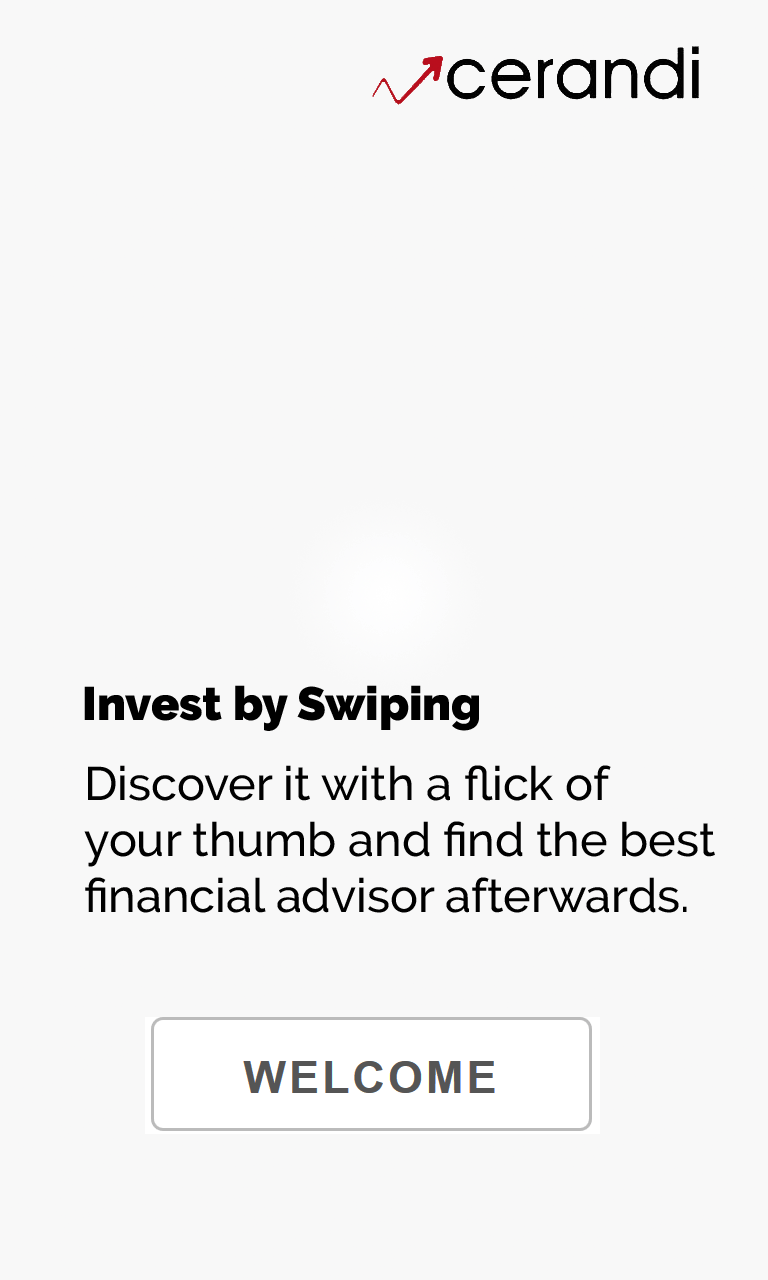 cerandi
Invest by Swiping
Discover it with a flick of
your thumb and find the best
financial advisor afterwards.
WELCOME